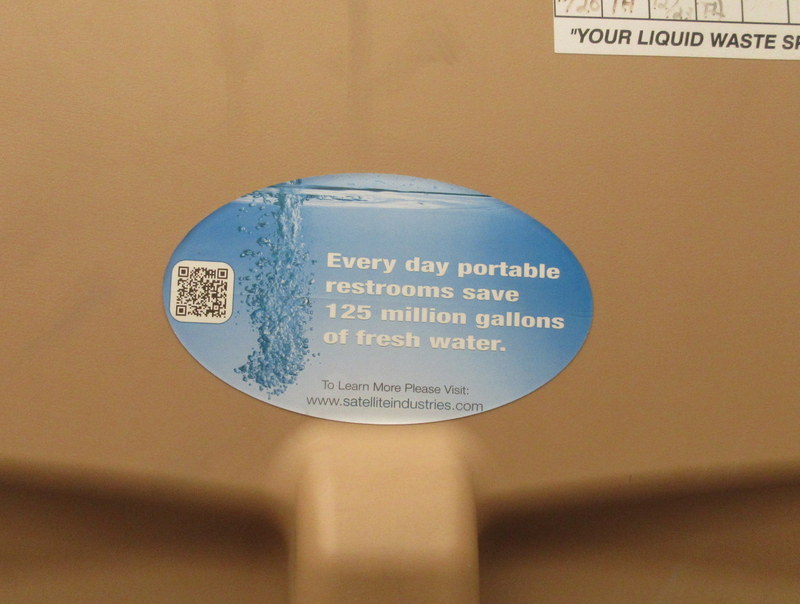 "YOUR LIQUID WASTE
Every day portable
restrooms save
125 million gallons
of fresh water.
To Learn More Please Visit:
www.satelliteindustries.com